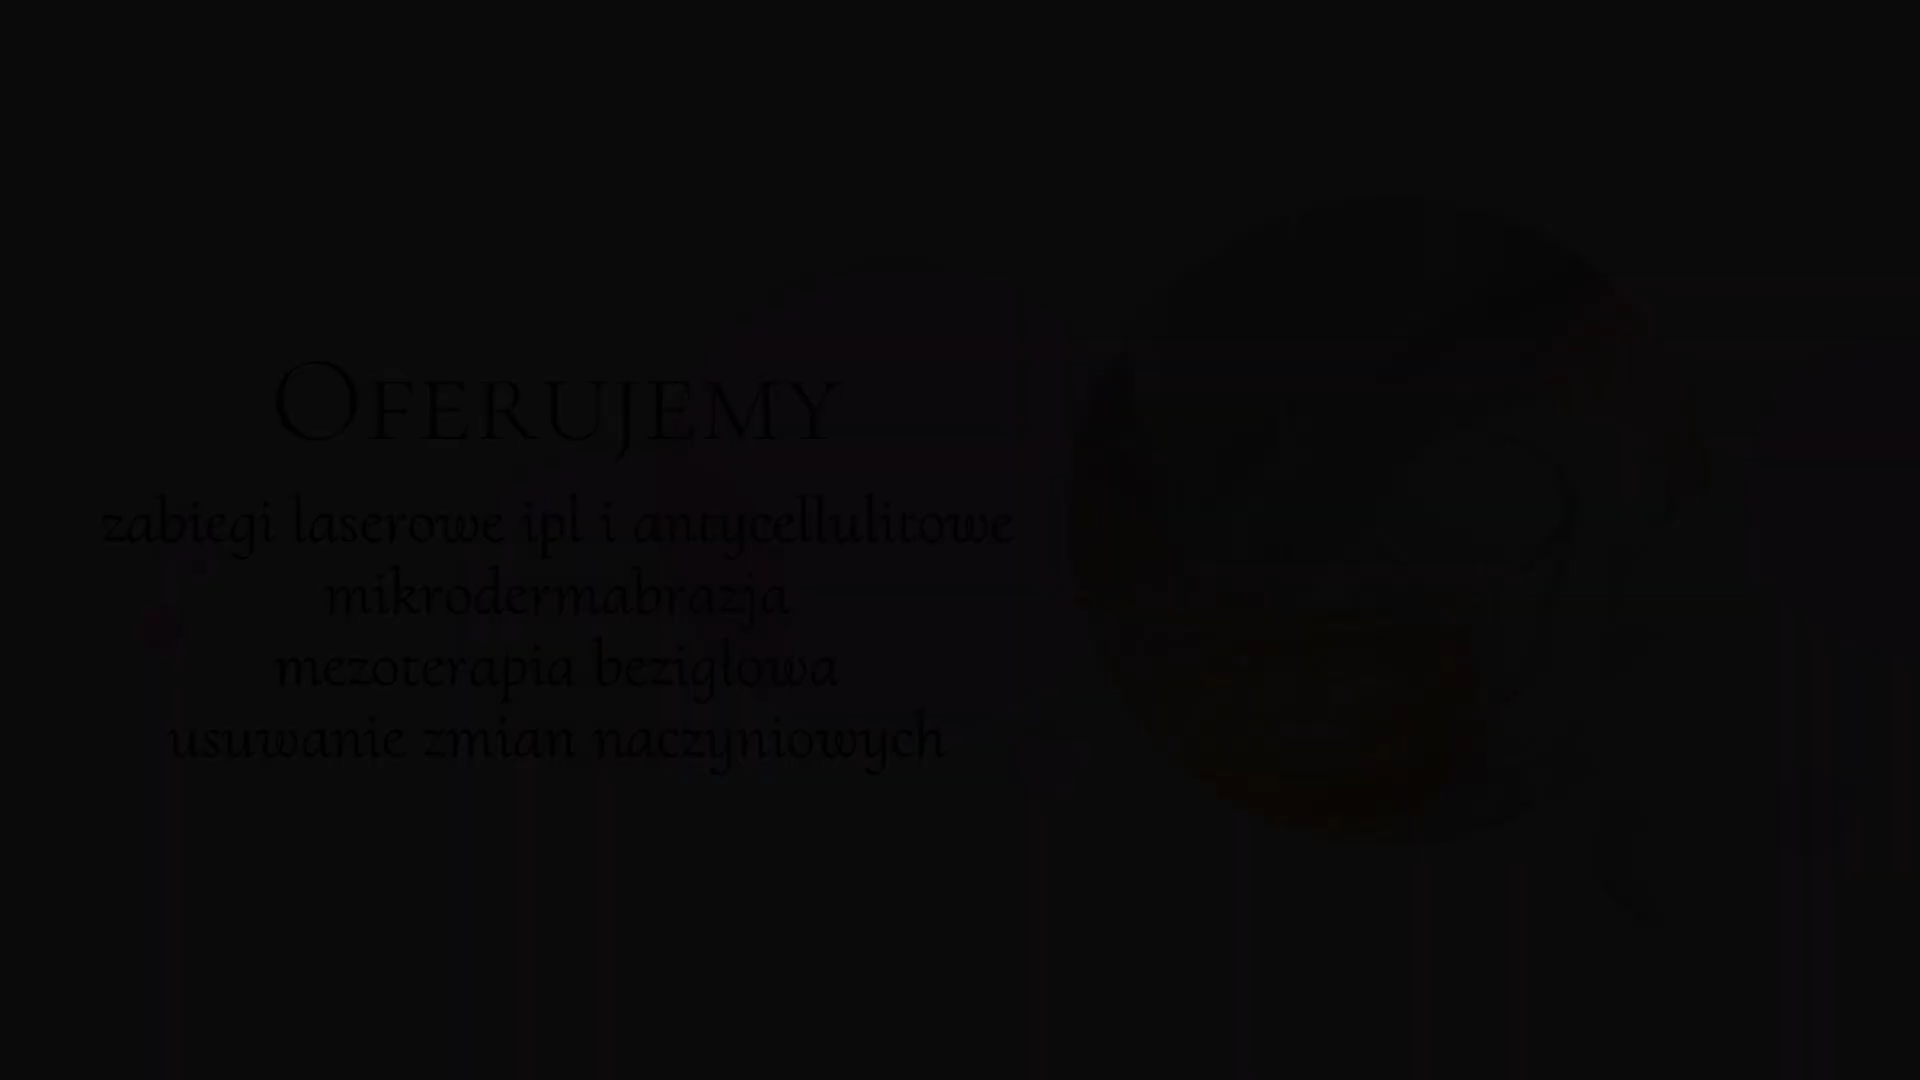 Oferujemy
zabiegi laserowe ipl i antycellulitowe
mikrodermabrazja
mezoterapia bezigłowa
usuwanie zmian naczyniowych